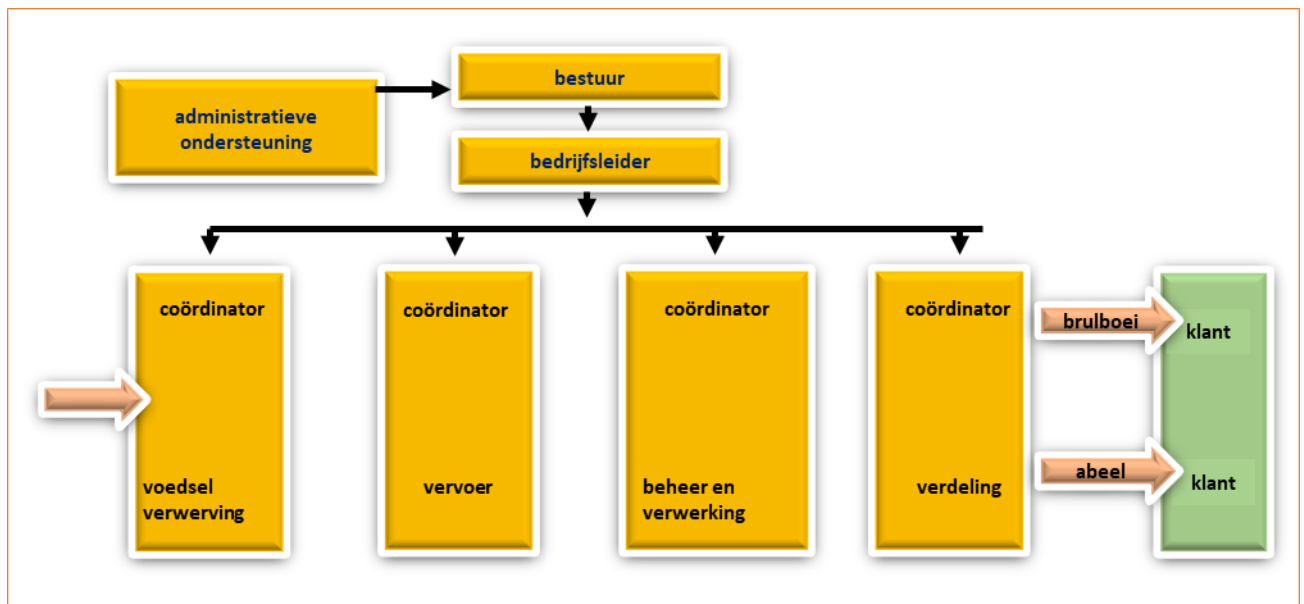 bestuur
administratieve
ondersteuning
bedrijfsleider
coördinator
voedsel
verwerving
coördinator
vervoer
coördinator
beheer en
verwerking
coördinator
verdeling
brulboei
klant
abeel
klant